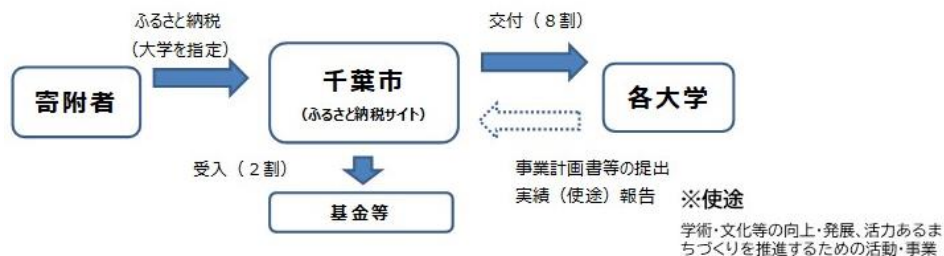 ふるさと納税
(大学を指定)
交付(8割)
寄附者
千葉市
(ふるさと納税サイト)
各大学
受入(2割)
基金等
事業計画書等の提出
実績(使途)報告
※使途
学術・文化等の向上・発展、活力あるま
ちづくりを推進するための活動・事業